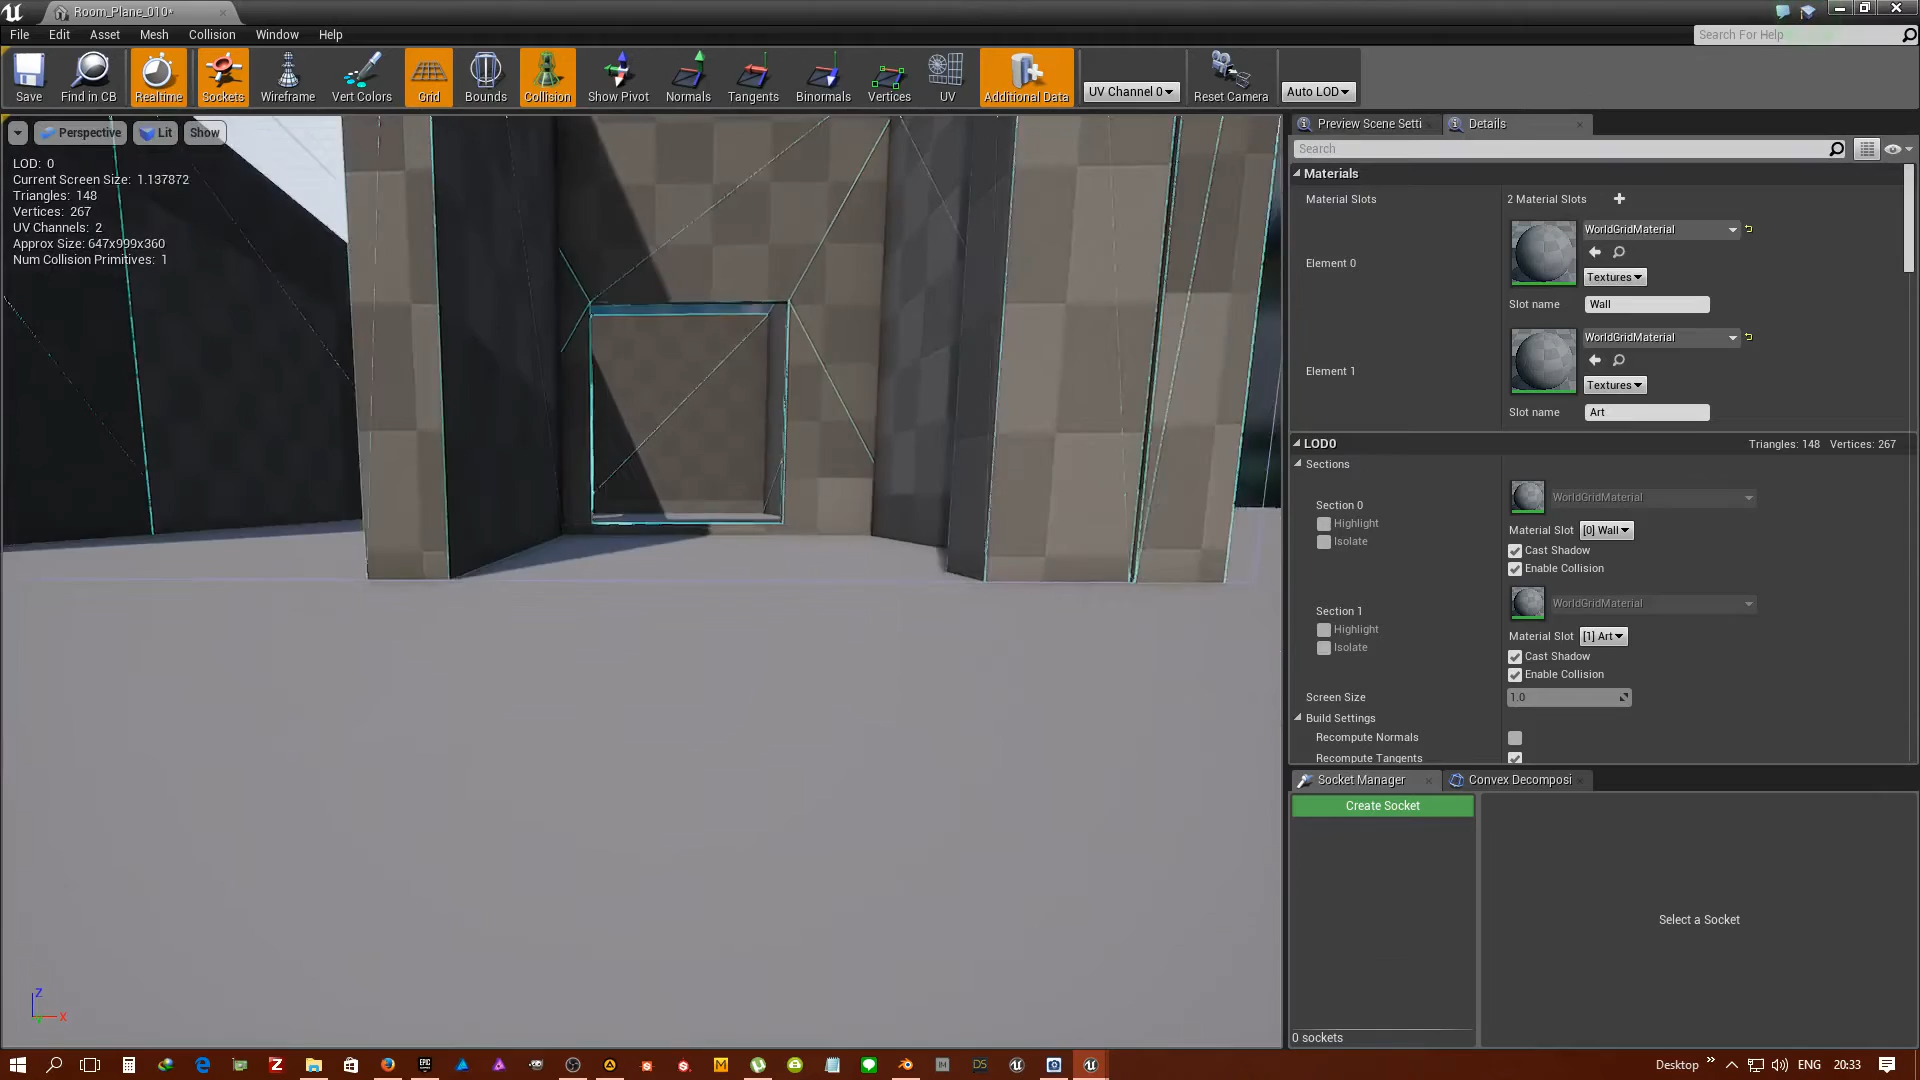 Room_Plane_010*
File Edit Asset Mesh Collision Window Help
Search For Help
Save Find in CB Realtime Sockets Wireframe Vert Colors Grid Bounds Collision Show Pivot Normals Tangents Binormals Vertices UV Additional Data UV Channel 0 Reset Camera Auto LOD
Perspective Lit Show
LOD: 0
Current Screen Size: 1.137872
Triangles: 148
Vertices: 267
UV Channels: 2
Approx Size: 647x999x360
Num Collision Primitives: 1
Z
X
Preview Scene Setti Details
Search
Materials
Material Slots 2 Material Slots
WorldGridMaterial
Element 0
Textures
Slot name Wall
WorldGridMaterial
Element 1
Textures
Slot name Art
LOD0 Triangles: 148 Vertices: 267
Sections
WorldGridMaterial
Section 0
Highlight
Isolate
Material Slot [0] Wall
Cast Shadow
Enable Collision
WorldGridMaterial
Section 1
Highlight
Isolate
Material Slot [1] Art
Cast Shadow
Enable Collision
Screen Size 1.0
Build Settings
Recompute Normals
Recompute Tangents
Socket Manager Convex Decomposi
Create Socket
Select a Socket
0 sockets
EPIC
DS
Desktop ENG 20:33